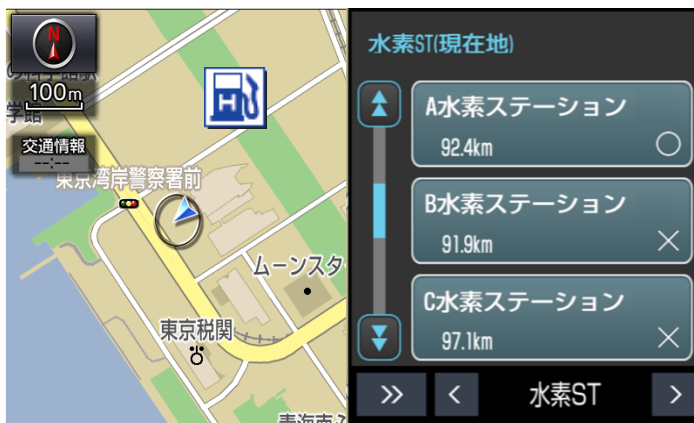 N
100m
学館
交通情報
--:--
H
東京湾岸警察署前
ムーンスタ
東京税関
水素ST(現在地)
A水素ステーション
92.4km
B水素ステーション
91.9km
C水素ステーション
97.1km
水素ST